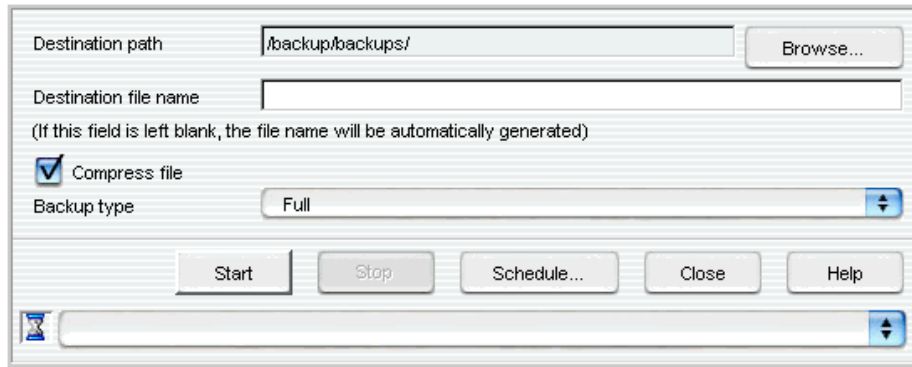 Destination path /backup/backups/ Browse...
Destination file name
(If this field is left blank, the file name will be automatically generated)
Compress file
Backup type Full
Start Stop Schedule... Close Help